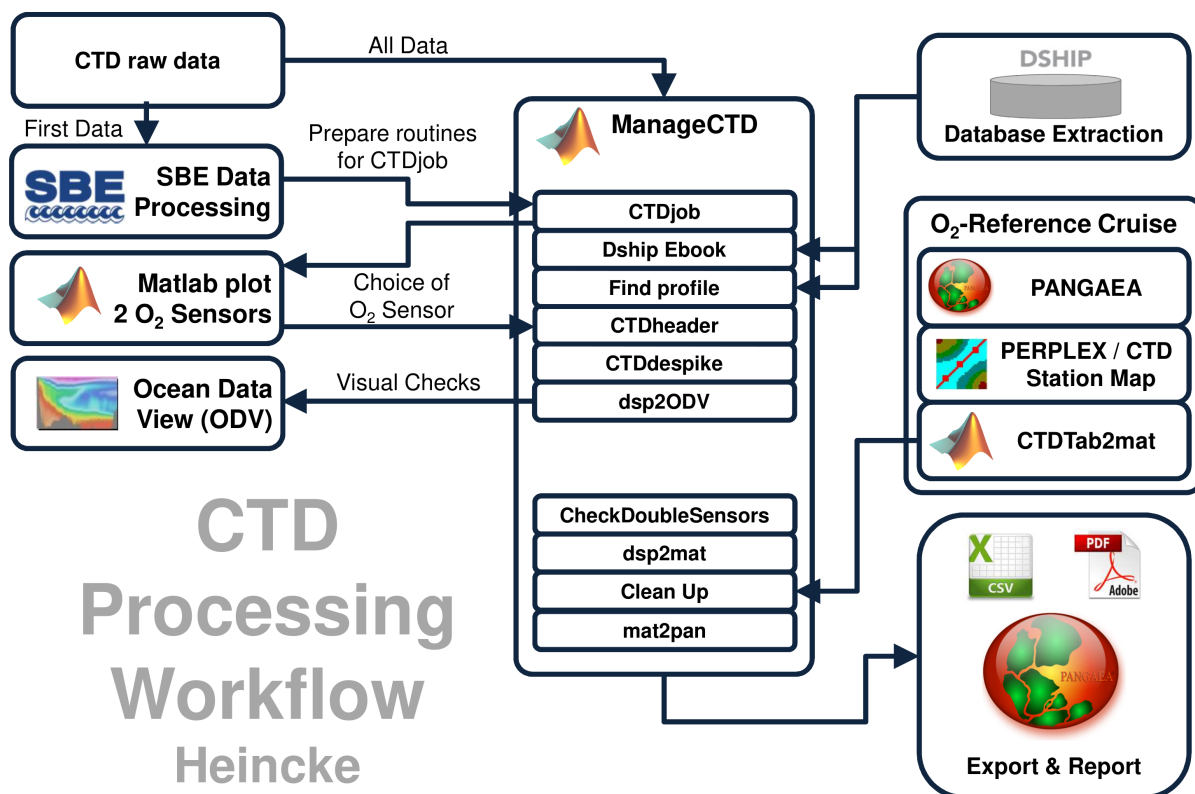 CTD raw data
All Data
First Data
SBE
SBE Data
Processing
Prepare routines
for CTDjob
Matlab plot
2 O₂ Sensors
Choice of
O₂ Sensor
Ocean Data
View (ODV)
Visual Checks
ManageCTD
CTDjob
Dship Ebook
Find profile
CTDheader
CTDdespike
dsp2ODV
CheckDoubleSensors
dsp2mat
Clean Up
mat2pan
DSHIP
Database Extraction
O₂-Reference Cruise
PANGAEA
PERPLEX / CTD
Station Map
CTDTab2mat
X
CSV
PDF
Adobe
PANGAEA
Export & Report
CTD
Processing
Workflow
Heincke